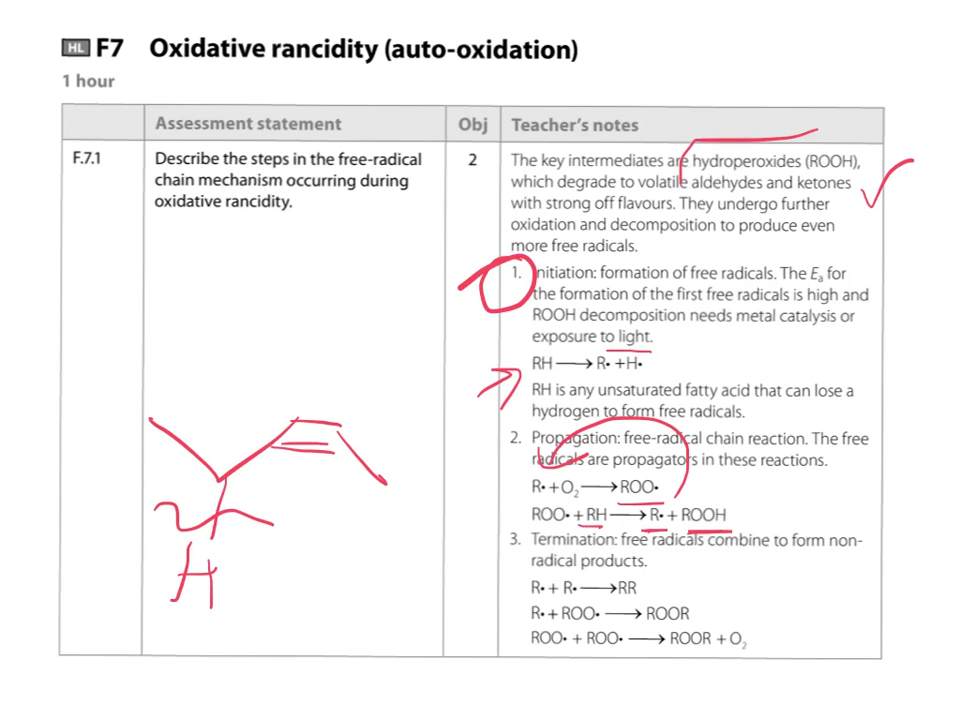 HL F7 Oxidative rancidity (auto-oxidation)
1 hour
Assessment statement Obj Teacher's notes
F.7.1 Describe the steps in the free-radical chain mechanism occurring during oxidative rancidity. 2
The key intermediates are hydroperoxides (ROOH),
which degrade to volatile aldehydes and ketones
with strong off flavours. They undergo further
oxidation and decomposition to produce even
more free radicals.
1. Initiation: formation of free radicals. The Eₐ for
the formation of the first free radicals is high and
ROOH decomposition needs metal catalysis or
exposure to light.
RH ⟶ R• +H•
RH is any unsaturated fatty acid that can lose a
hydrogen to form free radicals.
2. Propagation: free-radical chain reaction. The free
radicals are propagators in these reactions.
R• +O₂ ⟶ ROO•
ROO• + RH ⟶ R• + ROOH
3. Termination: free radicals combine to form non-
radical products.
R• + R• ⟶ RR
R• + ROO• ⟶ ROOR
ROO• + ROO• ⟶ ROOR + O₂
H